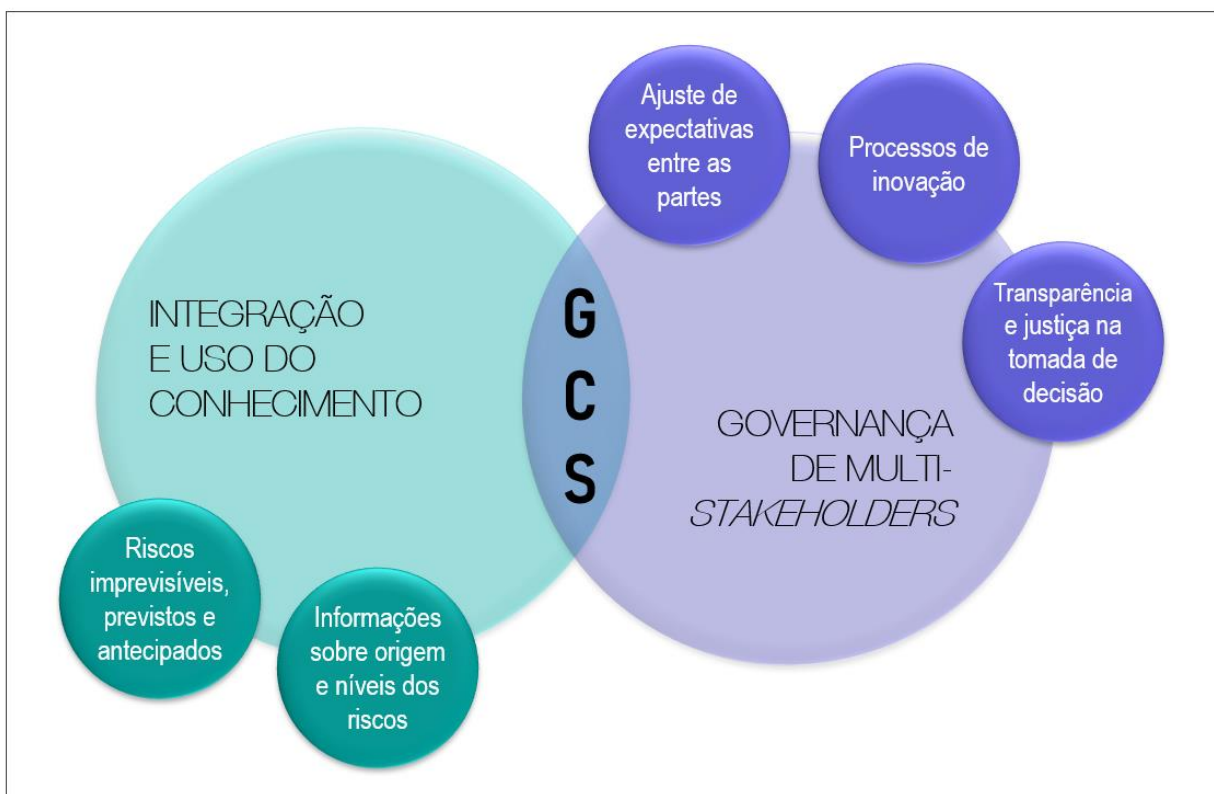 INTEGRAÇÃO
E USO DO
CONHECIMENTO
Riscos
imprevisíveis,
previstos e
antecipados
Informações
sobre origem
e níveis dos
riscos
G
C
S
Ajuste de
expectativas
entre as
partes
Processos de
inovação
Transparência
e justiça na
tomada de
decisão
GOVERNANÇA
DE MULTI-
STAKEHOLDERS